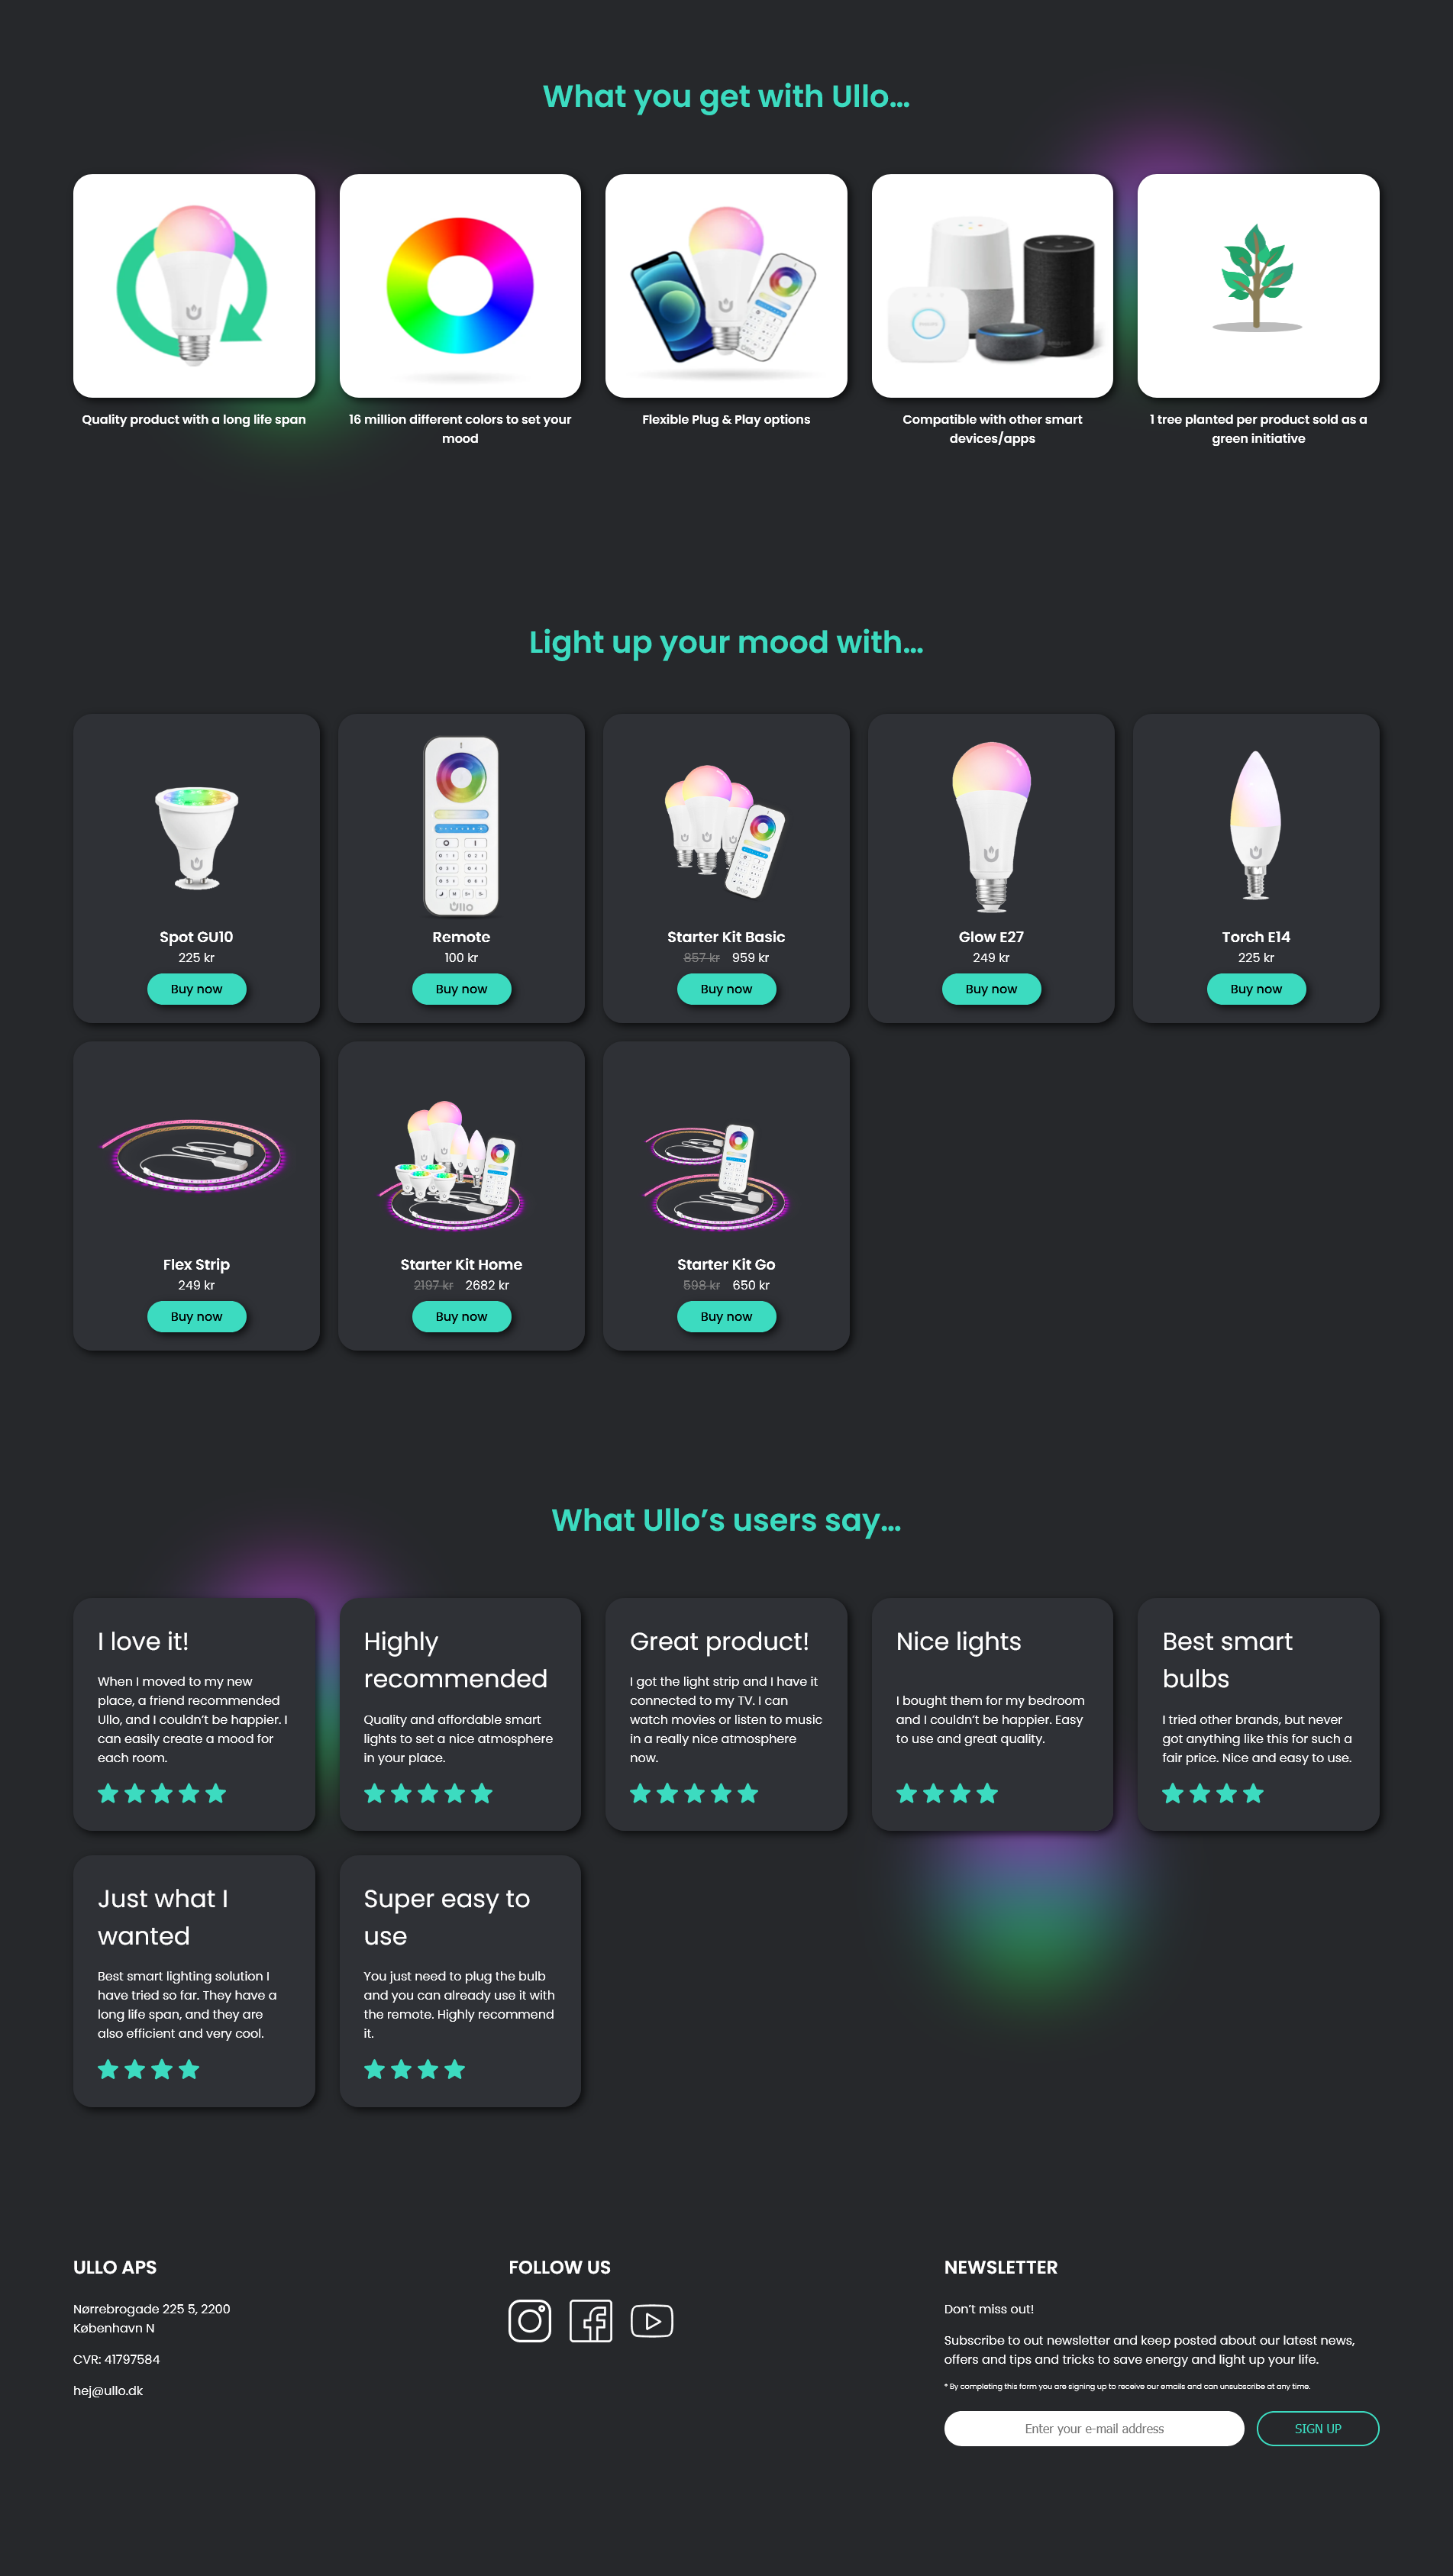 What you get with Ullo...
Quality product with a long life span
16 million different colors to set your
mood
Flexible Plug & Play options
Compatible with other smart
devices/apps
1 tree planted per product sold as a
green initiative
Light up your mood with...
Spot GU10
225 kr
Buy now
Ullo
Remote
100 kr
Buy now
Starter Kit Basic
857 kr 959 kr
Buy now
Glow E27
249 kr
Buy now
Torch E14
225 kr
Buy now
Flex Strip
249 kr
Buy now
Starter Kit Home
2197 kr 2682 kr
Buy now
Starter Kit Go
598 kr 650 kr
Buy now
What Ullo’s users say...
I love it!
When I moved to my new
place, a friend recommended
Ullo, and I couldn’t be happier. I
can easily create a mood for
each room.
Highly
recommended
Quality and affordable smart
lights to set a nice atmosphere
in your place.
Great product!
I got the light strip and I have it
connected to my TV. I can
watch movies or listen to music
in a really nice atmosphere
now.
Nice lights
I bought them for my bedroom
and I couldn’t be happier. Easy
to use and great quality.
Best smart
bulbs
I tried other brands, but never
got anything like this for such a
fair price. Nice and easy to use.
Just what I
wanted
Best smart lighting solution I
have tried so far. They have a
long life span, and they are
also efficient and very cool.
Super easy to
use
You just need to plug the bulb
and you can already use it with
the remote. Highly recommend
it.
ULLO APS
Nørrebrogade 225 5, 2200
København N
CVR: 41797584
hej@ullo.dk
FOLLOW US
NEWSLETTER
Don’t miss out!
Subscribe to out newsletter and keep posted about our latest news,
offers and tips and tricks to save energy and light up your life.
* By completing this form you are signing up to receive our emails and can unsubscribe at any time.
Enter your e-mail address
SIGN UP